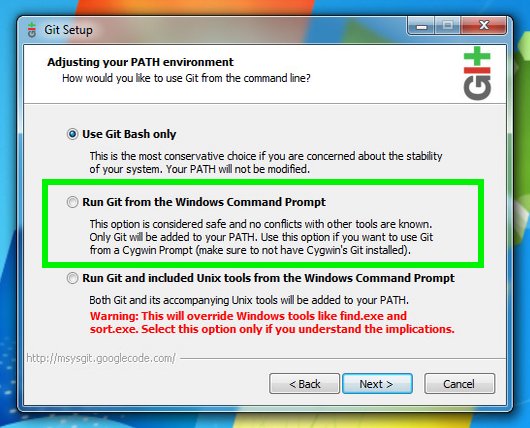 Git Setup
Adjusting your PATH environment
How would you like to use Git from the command line?
Git
Use Git Bash only
This is the most conservative choice if you are concerned about the stability
of your system. Your PATH will not be modified.
Run Git from the Windows Command Prompt
This option is considered safe and no conflicts with other tools are known.
Only Git will be added to your PATH. Use this option if you want to use Git
from a Cygwin Prompt (make sure to not have Cygwin's Git installed).
Run Git and included Unix tools from the Windows Command Prompt
Both Git and its accompanying Unix tools will be added to your PATH.
Warning: This will override Windows tools like find.exe and
sort.exe. Select this option only if you understand the implications.
http://msysgit.googlecode.com/
< Back
Next >
Cancel